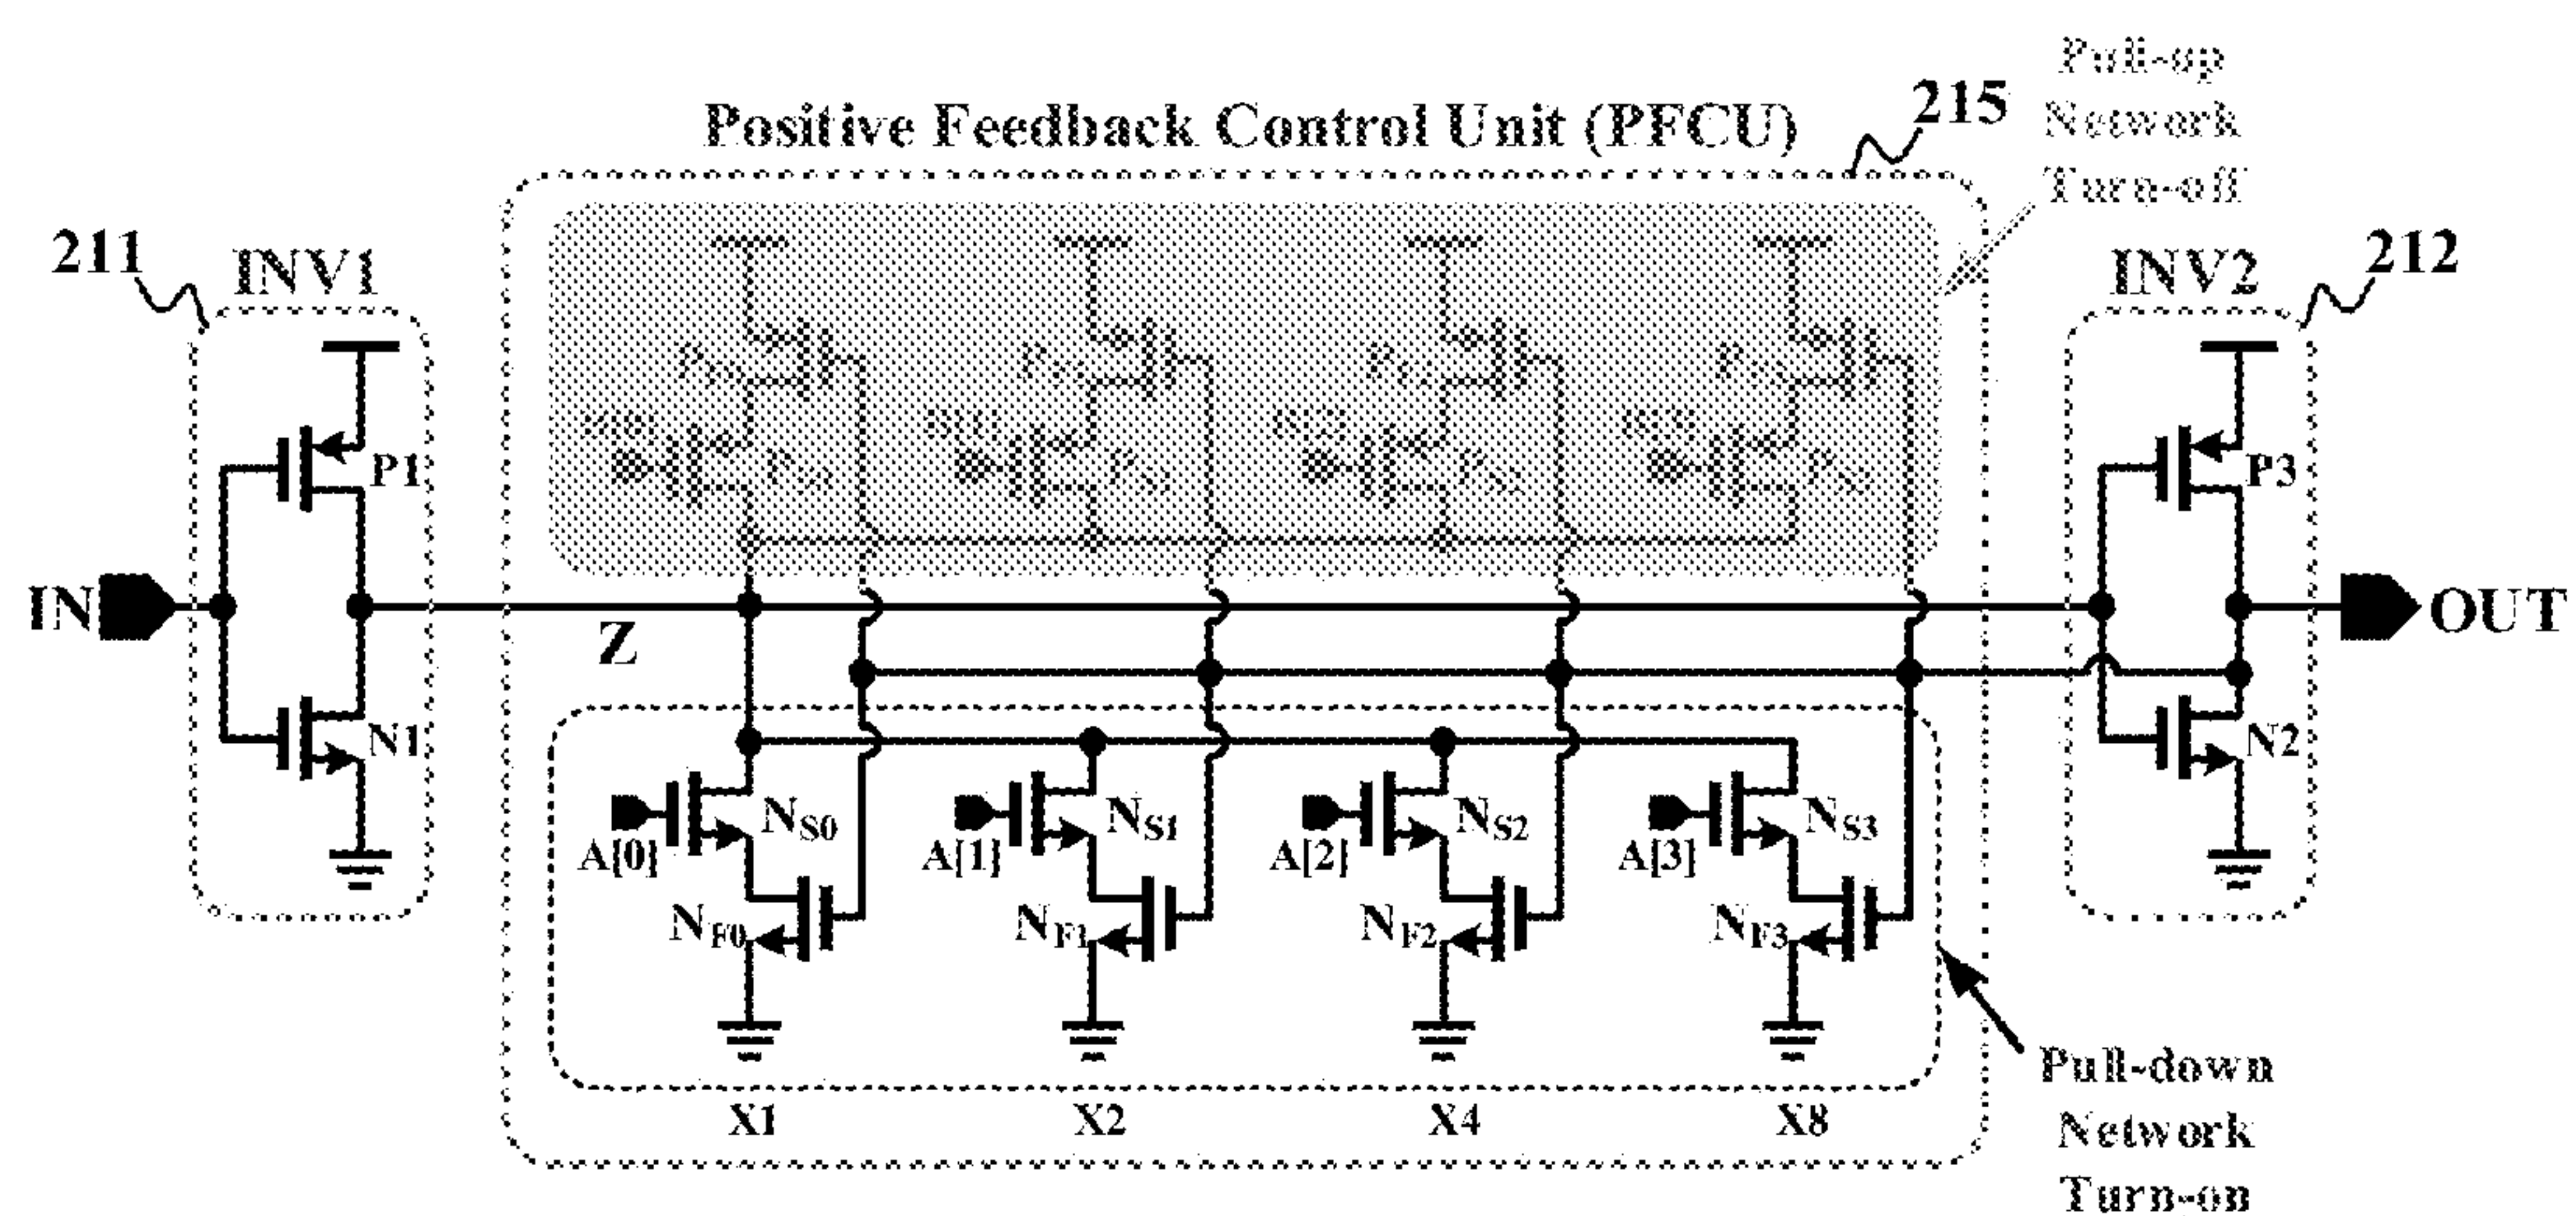 Pull-up
Network
Turn-off
Positive Feedback Control Unit (PFCU)
215
211
INV1
INV2
212
P1
P3
IN
Z
OUT
N1
N2
A[0]
NS0
A[1]
NS1
A[2]
NS2
A[3]
NS3
NF0
NF1
NF2
NF3
X1
X2
X4
X8
Pull-down
Network
Turn-on